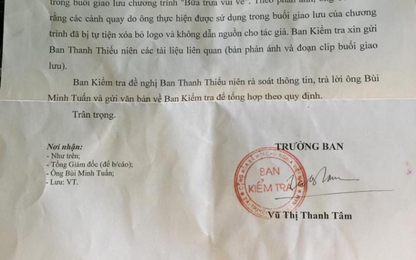 trong buổi giao lưu chương trình "Bữa trưa vui vẻ".
rằng các cảnh quay do ông thực hiện được sử dụng trong buổi giao lưu của chương
trình đã bị tự tiện xóa bỏ logo và không dẫn nguồn cho tác giả. Ban Kiểm tra xin gửi
Ban Thanh Thiếu niên các tài liệu liên quan (bản phản ánh và đoạn clip buổi giao
lưu).
Ban Kiểm tra đề nghị Ban Thanh Thiếu niên rà soát thông tin, trả lời ông Bùi
Minh Tuấn và gửi văn bản về Ban Kiểm tra để tổng hợp theo quy định.
Trân trọng.
Nơi nhận:
- Như trên;
- Tổng Giám đốc (để b/cáo);
- Ông Bùi Minh Tuấn;
- Lưu: VT.
TRƯỞNG BAN
BAN
KIỂM TRA
Vũ Thị Thanh Tâm